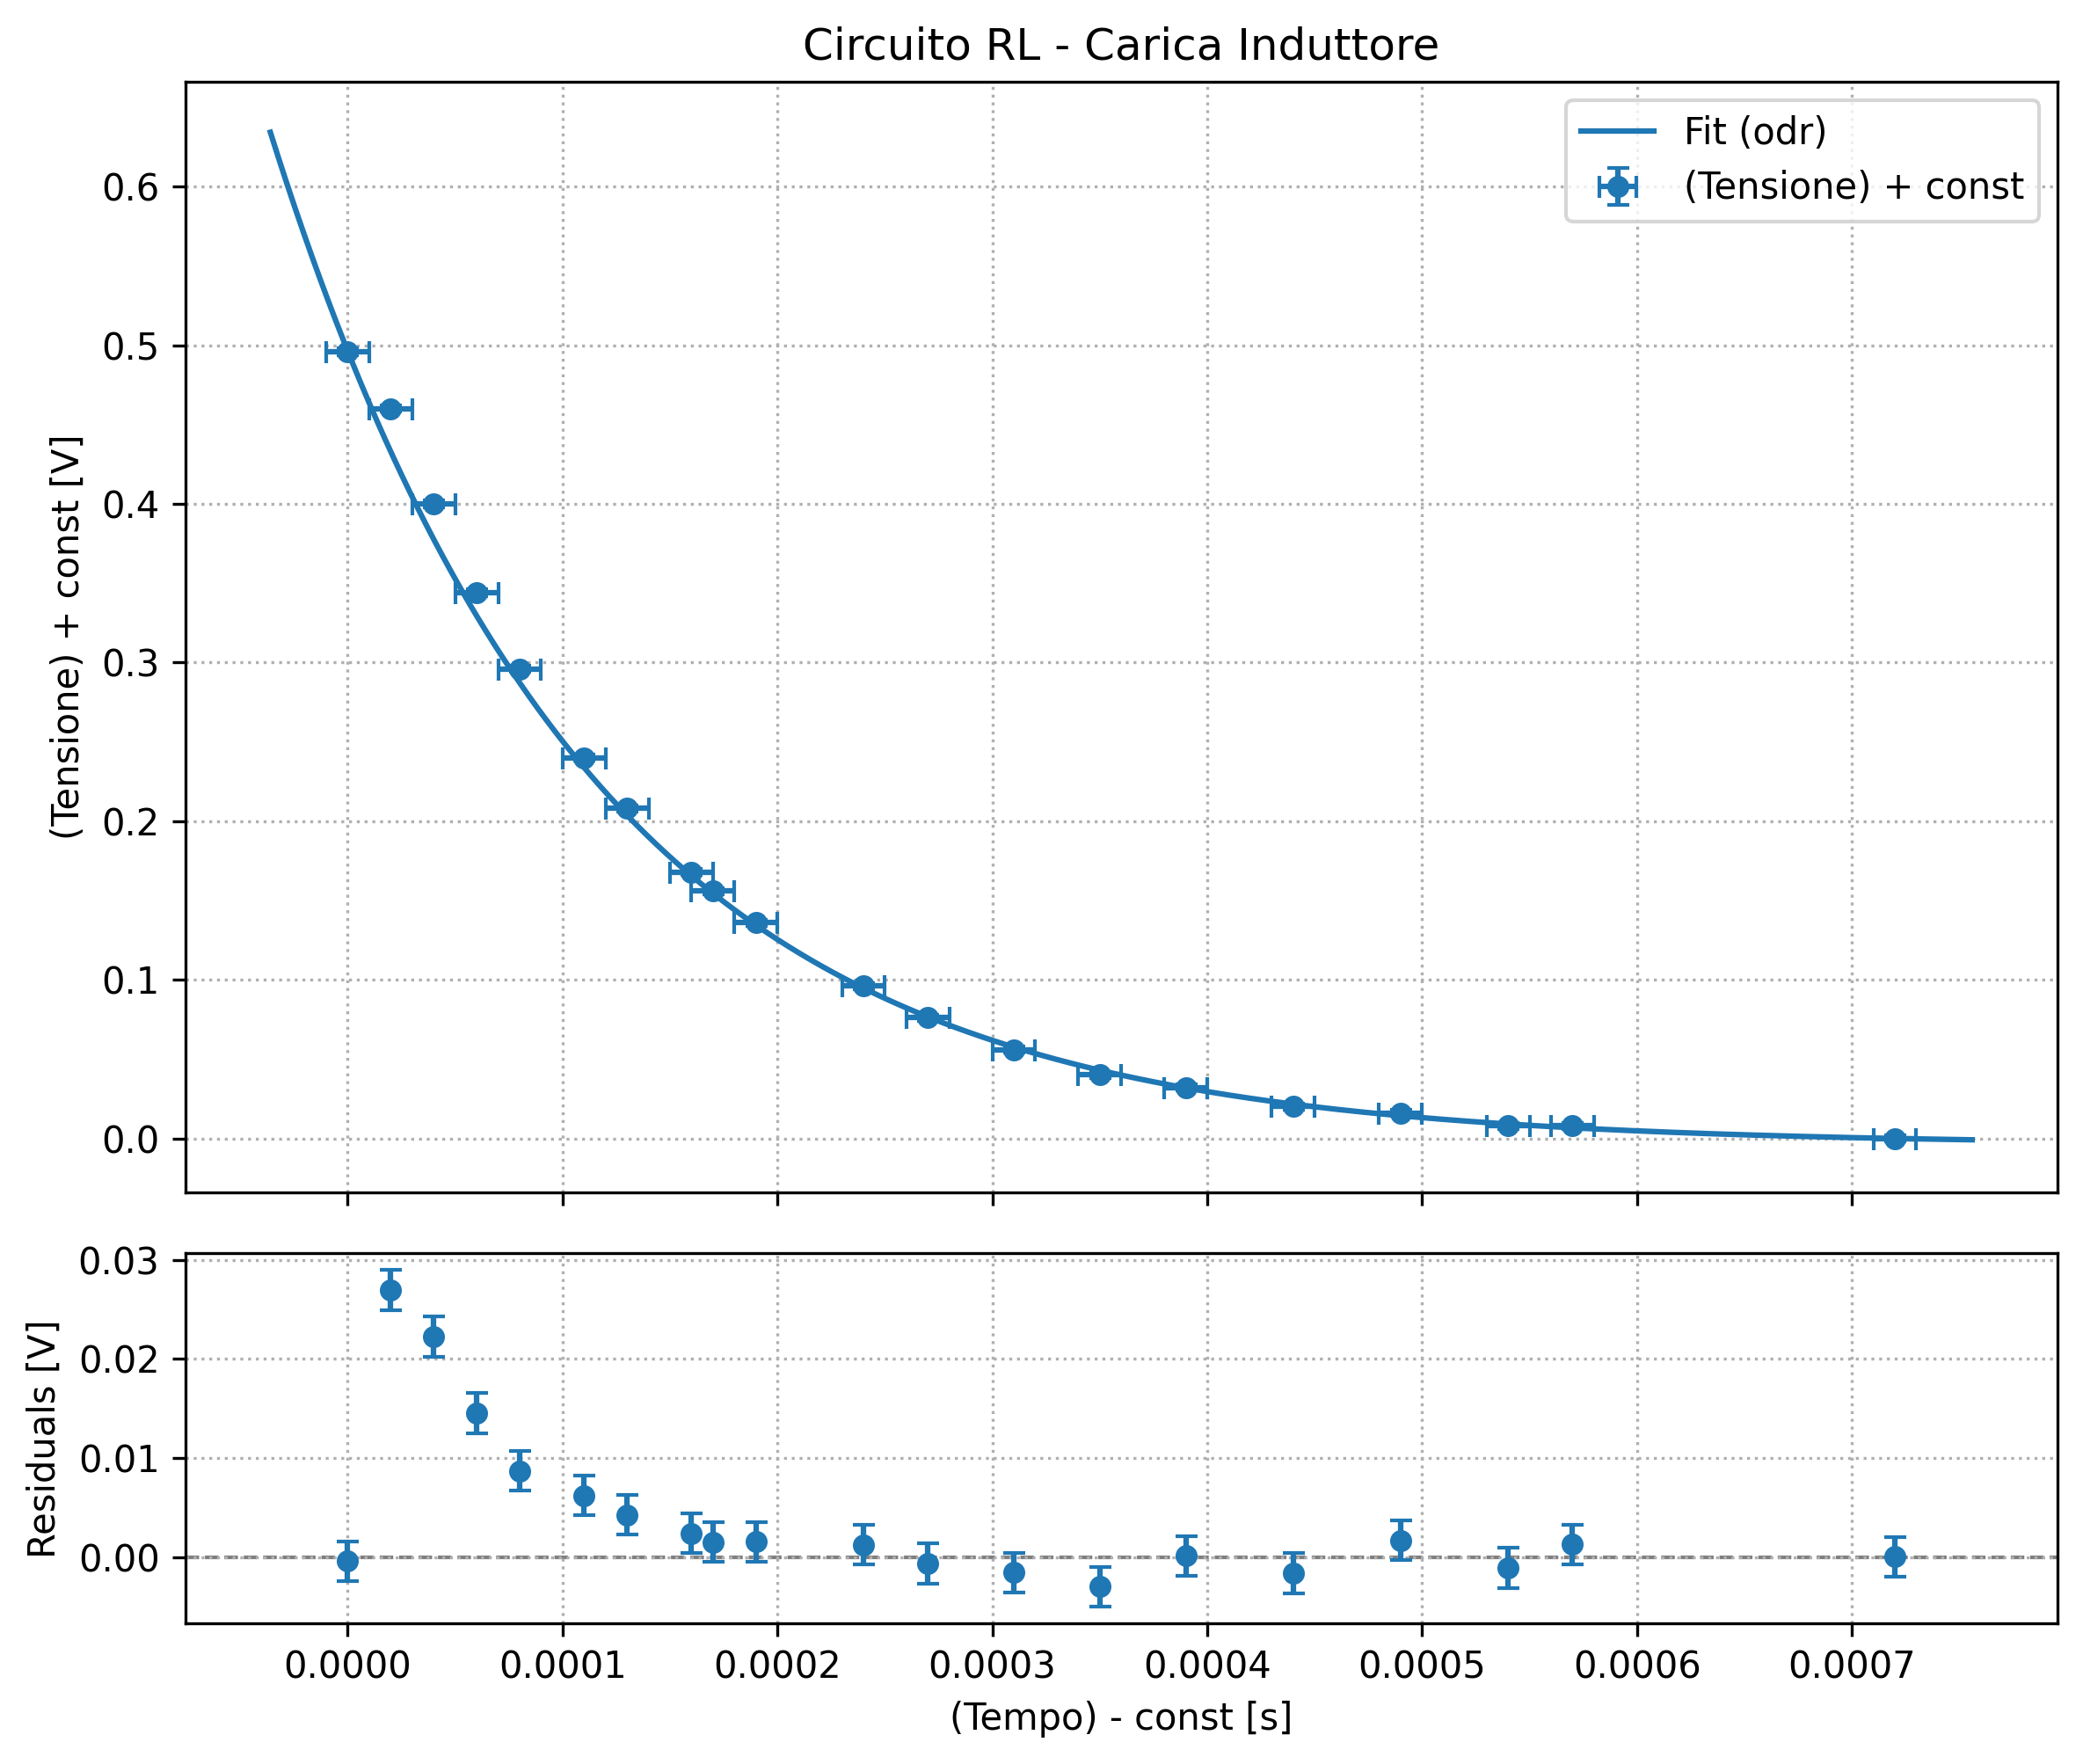 Circuito RL - Carica Induttore
Fit (odr)
(Tensione) + const
(Tensione) + const [V]
0.6
0.5
0.4
0.3
0.2
0.1
0.0
Residuals [V]
0.03
0.02
0.01
0.00
0.0000 0.0001 0.0002 0.0003 0.0004 0.0005 0.0006 0.0007
(Tempo) - const [s]